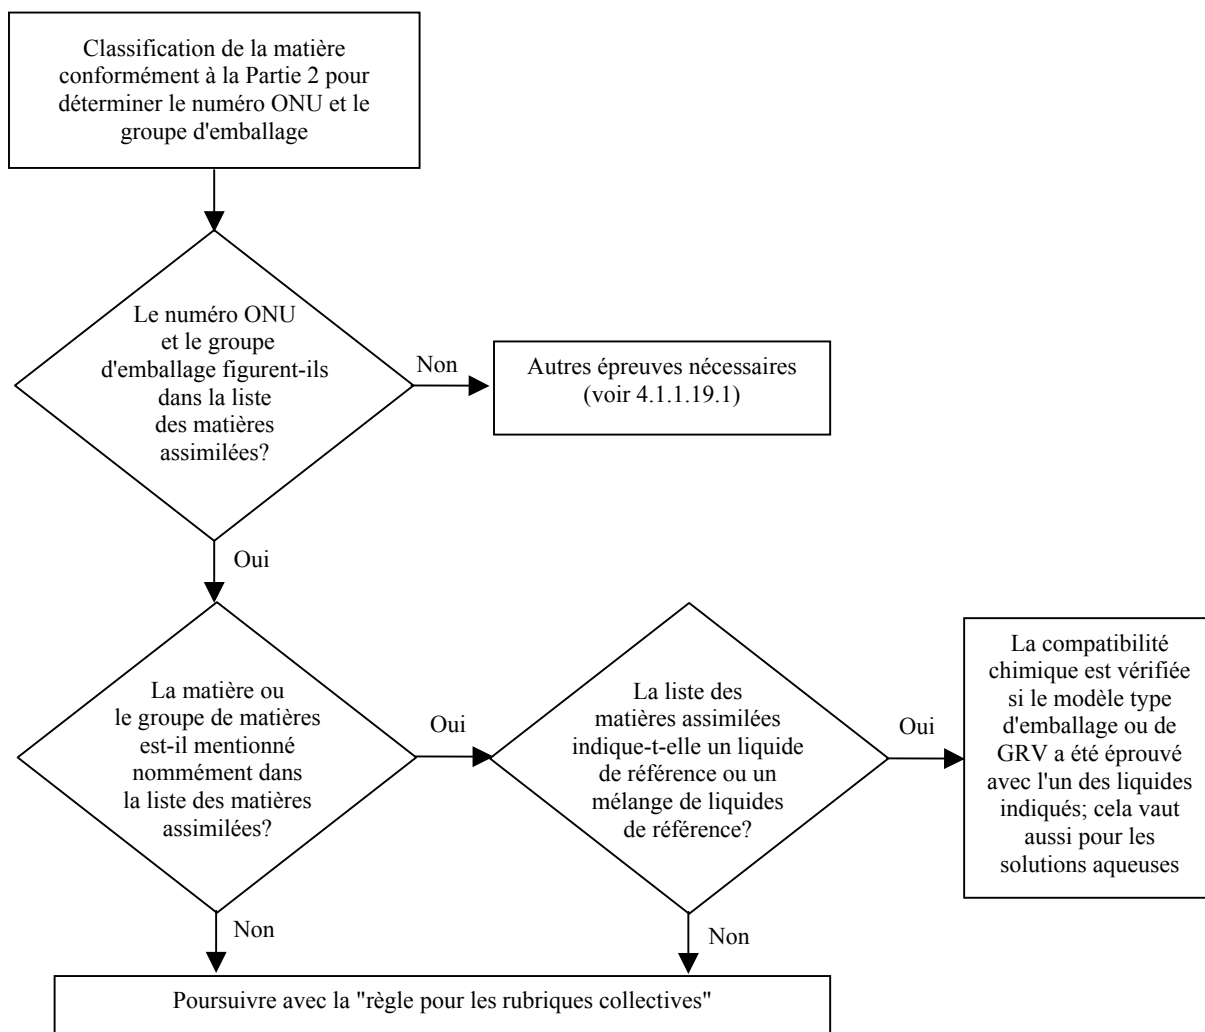 Classification de la matière
conformément à la Partie 2 pour
déterminer le numéro ONU et le
groupe d'emballage
Le numéro ONU
et le groupe
d'emballage figurent-ils
dans la liste
des matières
assimilées?
Non
Autres épreuves nécessaires
(voir 4.1.1.19.1)
Oui
La matière ou
le groupe de matières
est-il mentionné
nommément dans
la liste des matières
assimilées?
Oui
La liste des
matières assimilées
indique-t-elle un liquide
de référence ou un
mélange de liquides
de référence?
Oui
La compatibilité
chimique est vérifiée
si le modèle type
d'emballage ou de
GRV a été éprouvé
avec l'un des liquides
indiqués; cela vaut
aussi pour les
solutions aqueuses
Non
Non
Poursuivre avec la "règle pour les rubriques collectives"